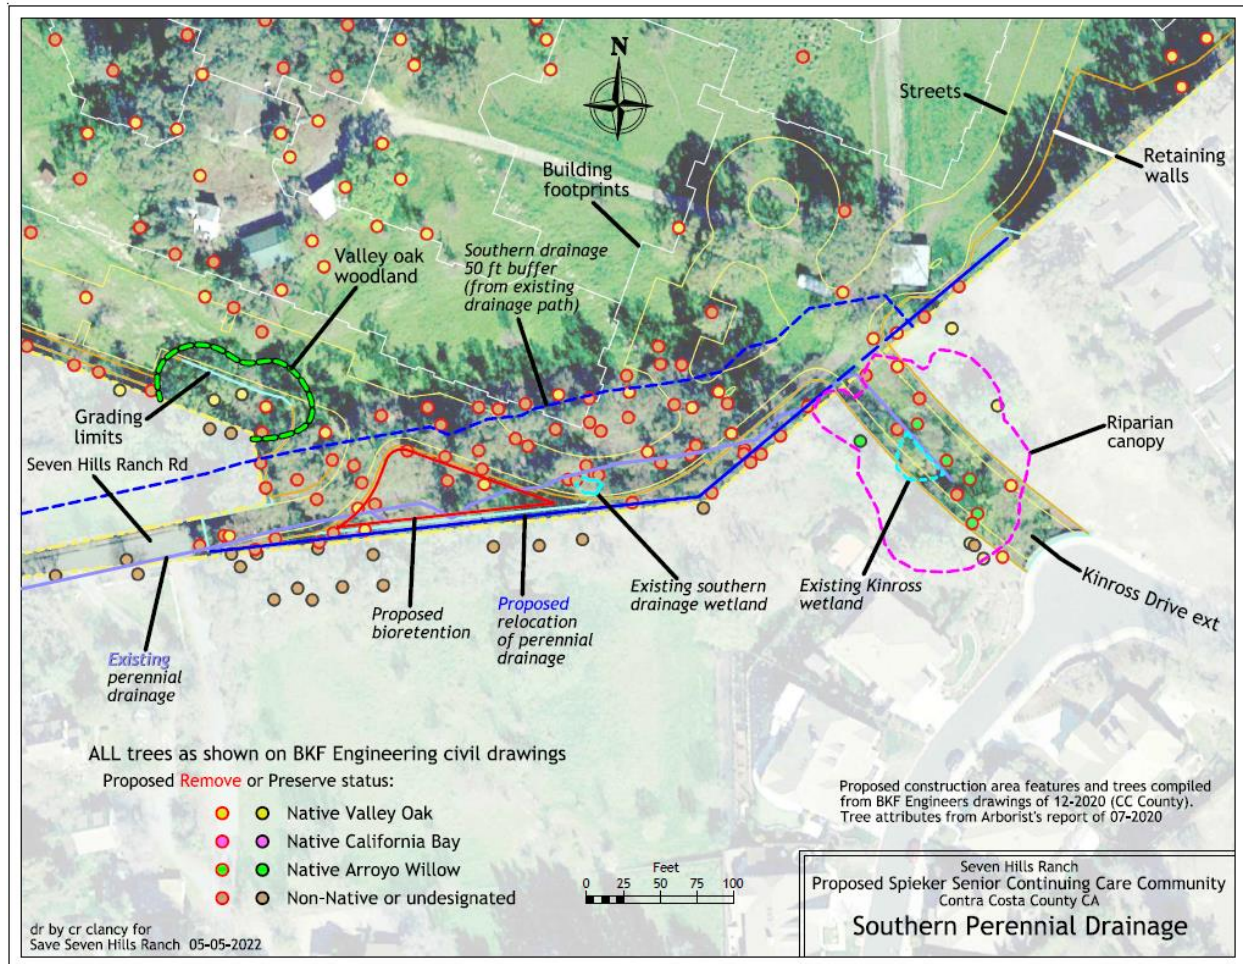 N
Streets
Retaining
walls
Building
footprints
Valley oak
woodland
Southern drainage
50 ft buffer
(from existing
drainage path)
Grading
limits
Seven Hills Ranch Rd
Riparian
canopy
Existing
perennial
drainage
Proposed
bioretention
Proposed
relocation
of perennial
drainage
Existing southern
drainage wetland
Existing Kinross
wetland
Kinross Drive ext
ALL trees as shown on BKF Engineering civil drawings
Proposed Remove or Preserve status:
Native Valley Oak
Native California Bay
Native Arroyo Willow
Non-Native or undesignated
Feet
0 25 50 75 100
Proposed construction area features and trees compiled
from BKF Engineers drawings of 12-2020 (CC County).
Tree attributes from Arborist's report of 07-2020
Seven Hills Ranch
Proposed Spieker Senior Continuing Care Community
Contra Costa County CA
Southern Perennial Drainage
dr by cr clancy for
Save Seven Hills Ranch 05-05-2022